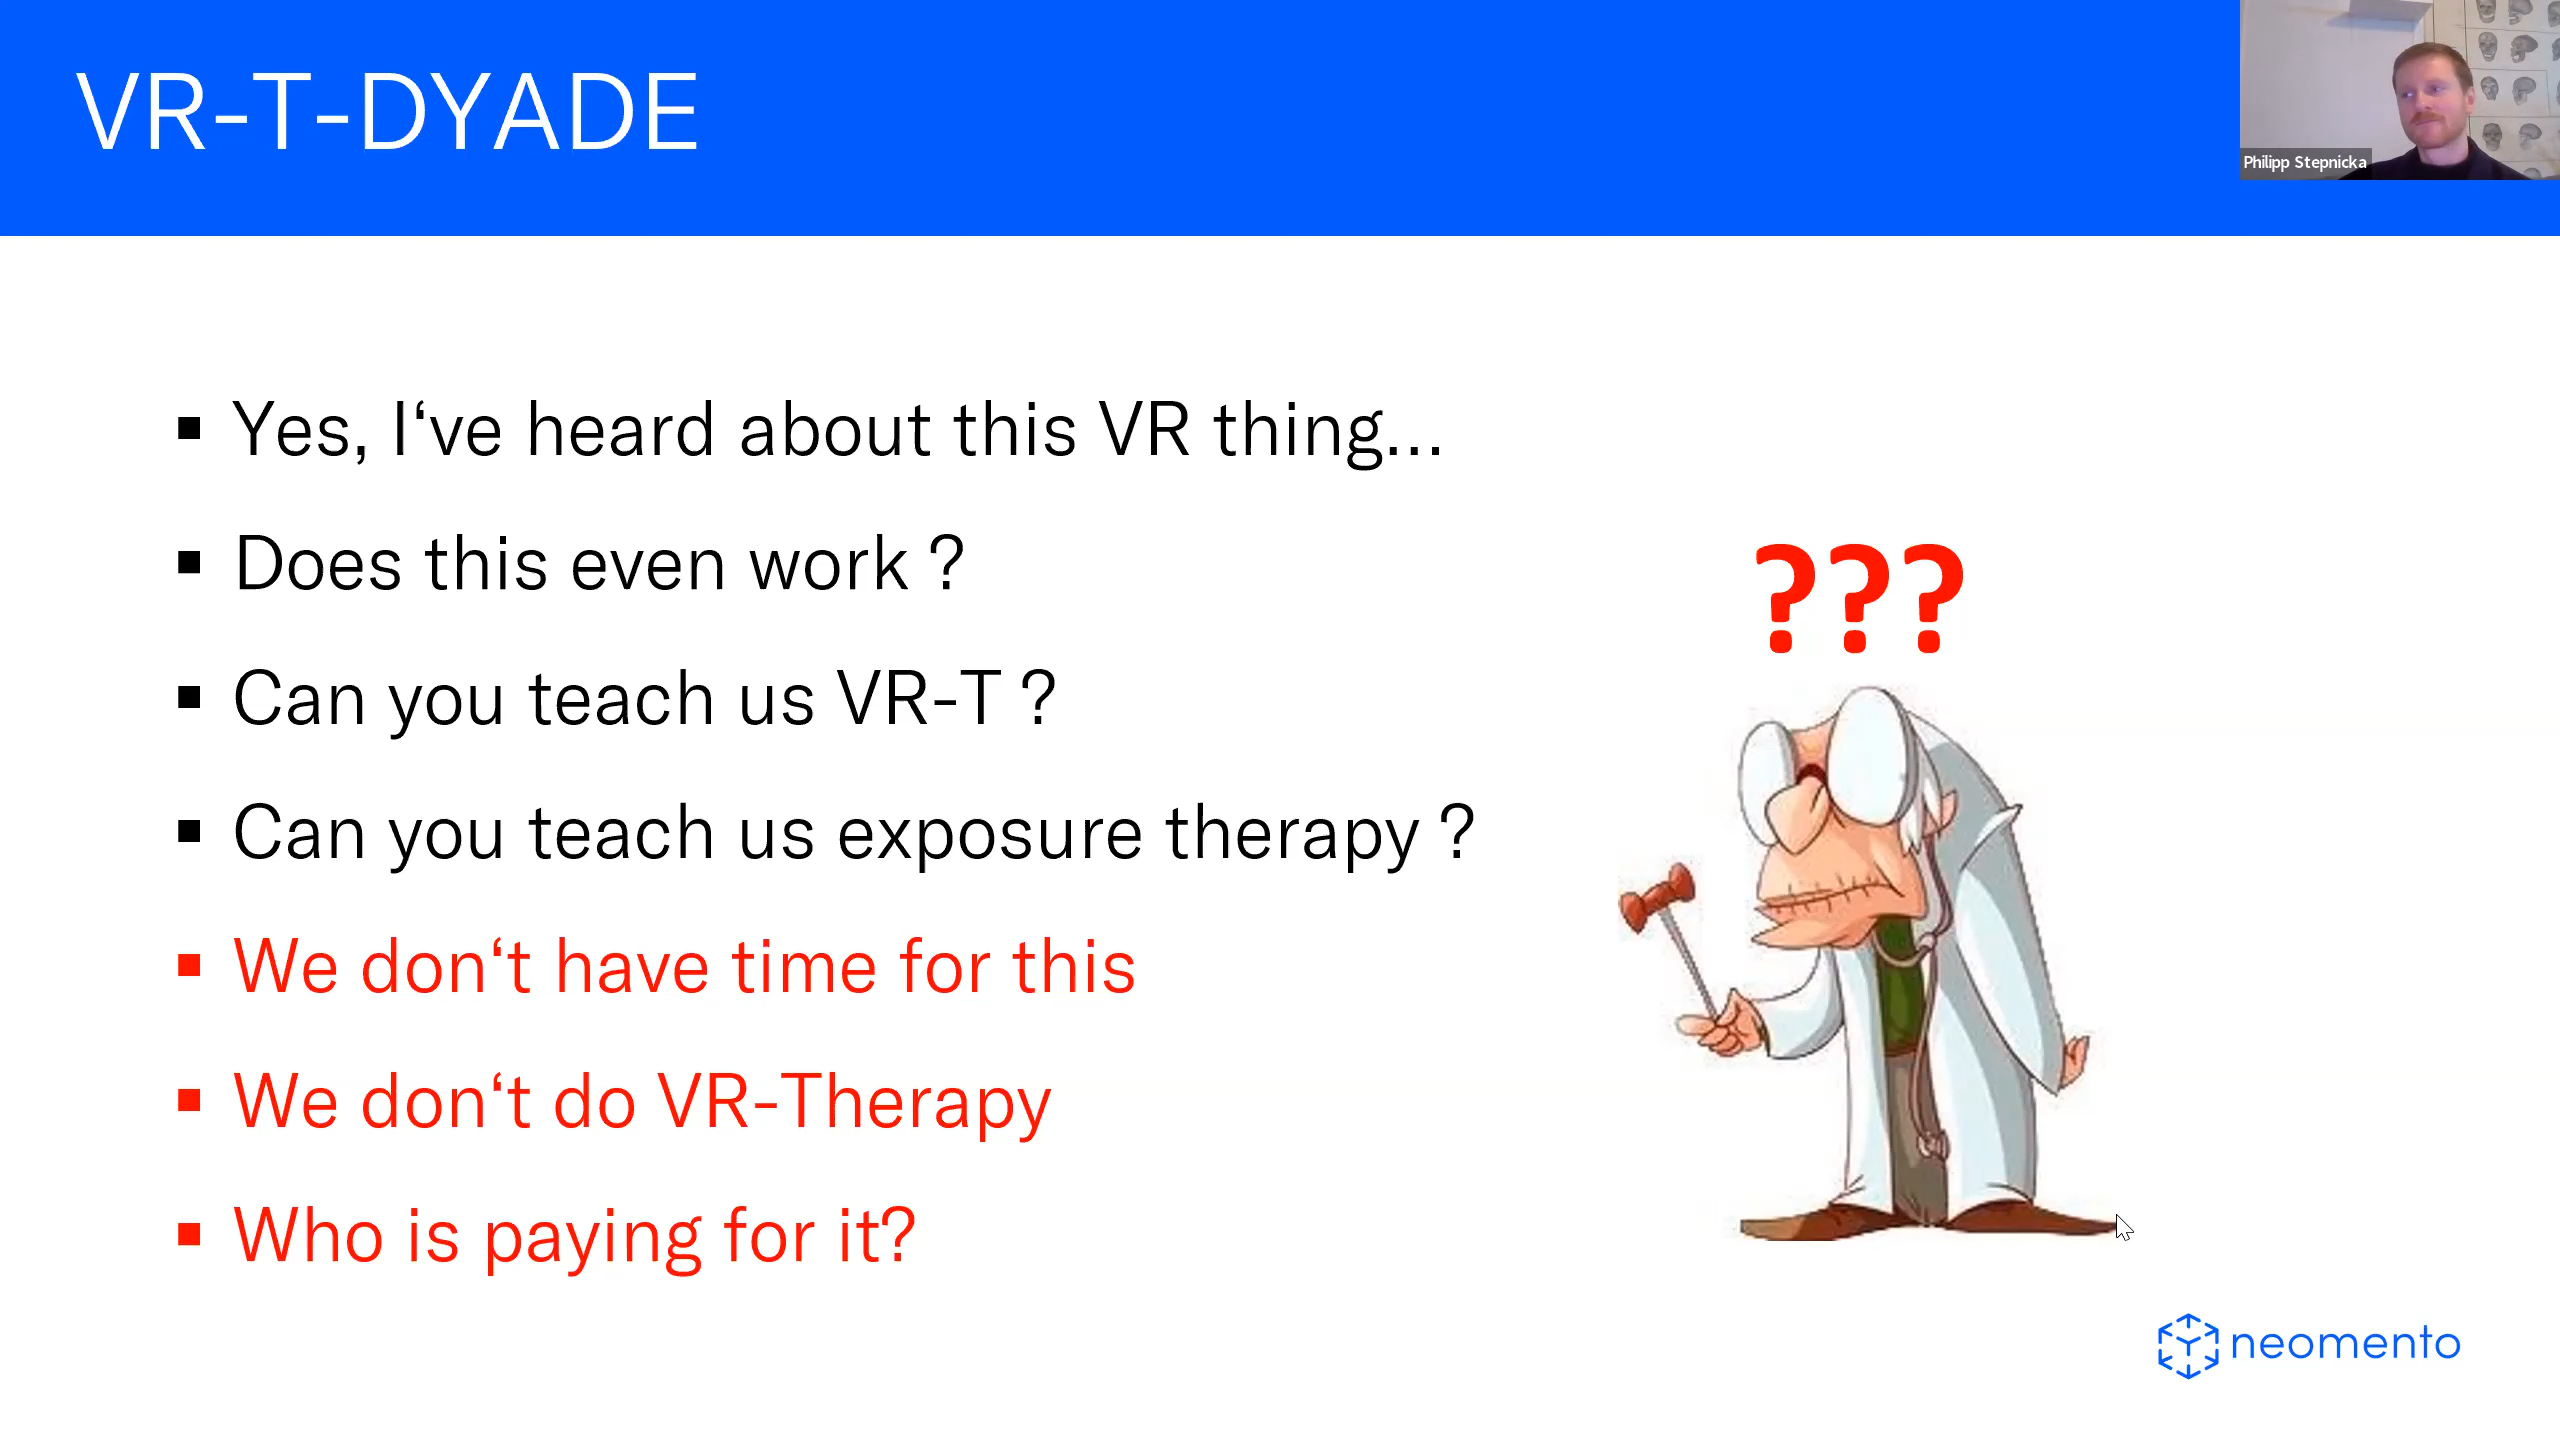 VR-T-DYADE
Philipp Stepnicka
▪ Yes, I‘ve heard about this VR thing...
▪ Does this even work ?
▪ Can you teach us VR-T ?
▪ Can you teach us exposure therapy ?
▪ We don‘t have time for this
▪ We don‘t do VR-Therapy
▪ Who is paying for it?
???
neomento